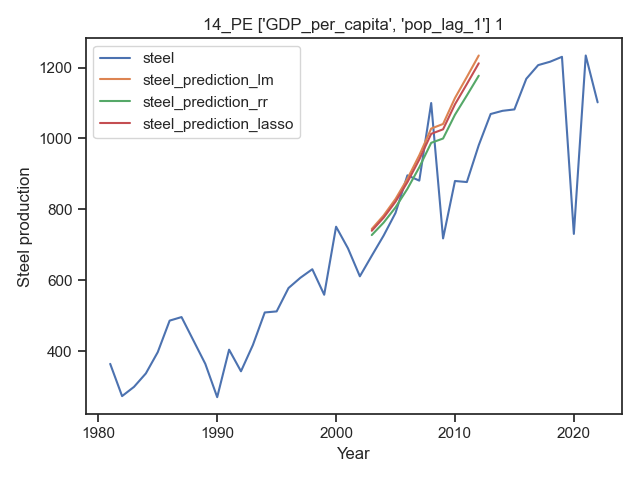 14_PE ['GDP_per_capita', 'pop_lag_1'] 1
steel
steel_prediction_lm
steel_prediction_rr
steel_prediction_lasso
Steel production
1200
1000
800
600
400
1980
1990
2000
2010
2020
Year